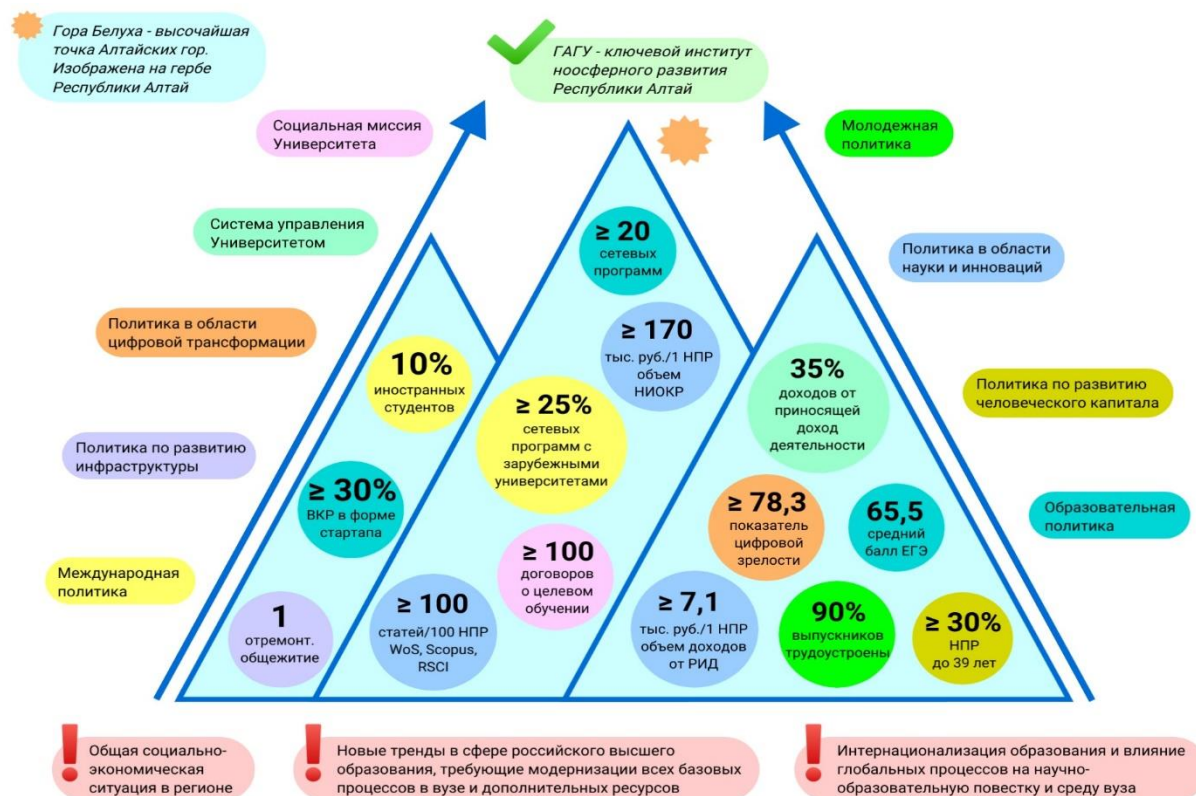 Гора Белуха - высочайшая
точка Алтайских гор.
Изображена на гербе
Республики Алтай
ГАГУ - ключевой институт
ноосферного развития
Республики Алтай
Социальная миссия
Университета
Молодежная
политика
Система управления
Университетом
Политика в области
науки и инноваций
Политика в области
цифровой трансформации
Политика по развитию
человеческого капитала
Политика по развитию
инфраструктуры
Образовательная
политика
Международная
политика
≥ 20
сетевых
программ
≥ 170
тыс. руб./1 НПР
объем
НИОКР
10%
иностранных
студентов
≥ 25%
сетевых
программ с
зарубежными
университетами
35%
доходов от
приносящей
доход
деятельности
≥ 30%
ВКР в форме
стартапа
≥ 78,3
показатель
цифровой
зрелости
65,5
средний
балл ЕГЭ
≥ 100
договоров
о целевом
обучении
1
отремонт.
общежитие
≥ 100
статей/100 НПР
WoS, Scopus,
RSCI
≥ 7,1
тыс. руб./1 НПР
объем доходов
от РИД
90%
выпускников
трудоустроены
≥ 30%
НПР
до 39 лет
Общая социально-
экономическая
ситуация в регионе
Новые тренды в сфере российского высшего
образования, требующие модернизации всех базовых
процессов в вузе и дополнительных ресурсов
Интернационализация образования и влияние
глобальных процессов на научно-
образовательную повестку и среду вуза